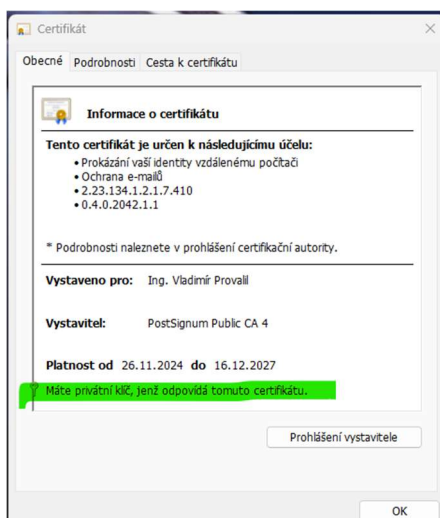 Certifikát
Obecné Podrobnosti Cesta k certifikátu
Informace o certifikátu
Tento certifikát je určen k následujícímu účelu:
• Prokázání vaší identity vzdálenému počítači
• Ochrana e-mailů
• 2.23.134.1.2.1.7.410
• 0.4.0.2042.1.1
* Podrobnosti naleznete v prohlášení certifikační autority.
Vystaveno pro: Ing. Vladimír Provalil
Vystavitel: PostSignum Public CA 4
Platnost od 26.11.2024 do 16.12.2027
Máte privátní klíč, jenž odpovídá tomuto certifikátu.
Prohlášení vystavitele
OK